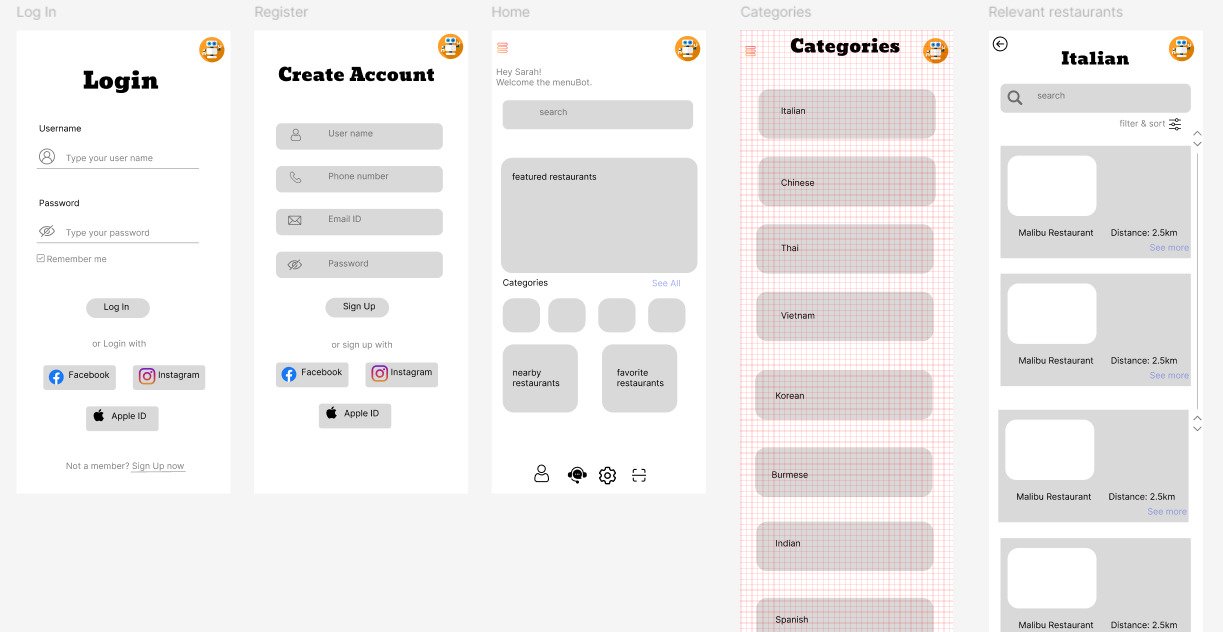 Log In
Login
Username
Type your user name
Password
Type your password
Remember me
Log In
or Login with
Facebook
Instagram
Apple ID
Not a member? Sign Up now
Register
Create Account
User name
Phone number
Email ID
Password
Sign Up
or sign up with
Facebook
Instagram
Apple ID
Home
Hey Sarah!
Welcome the menuBot.
search
featured restaurants
Categories
See All
nearby
restaurants
favorite
restaurants
Categories
Categories
Italian
Chinese
Thai
Vietnam
Korean
Burmese
Indian
Spanish
Relevant restaurants
Italian
search
filter & sort
Malibu Restaurant
Distance: 2.5km
See more
Malibu Restaurant
Distance: 2.5km
See more
Malibu Restaurant
Distance: 2.5km
See more
Malibu Restaurant
Distance: 2.5km